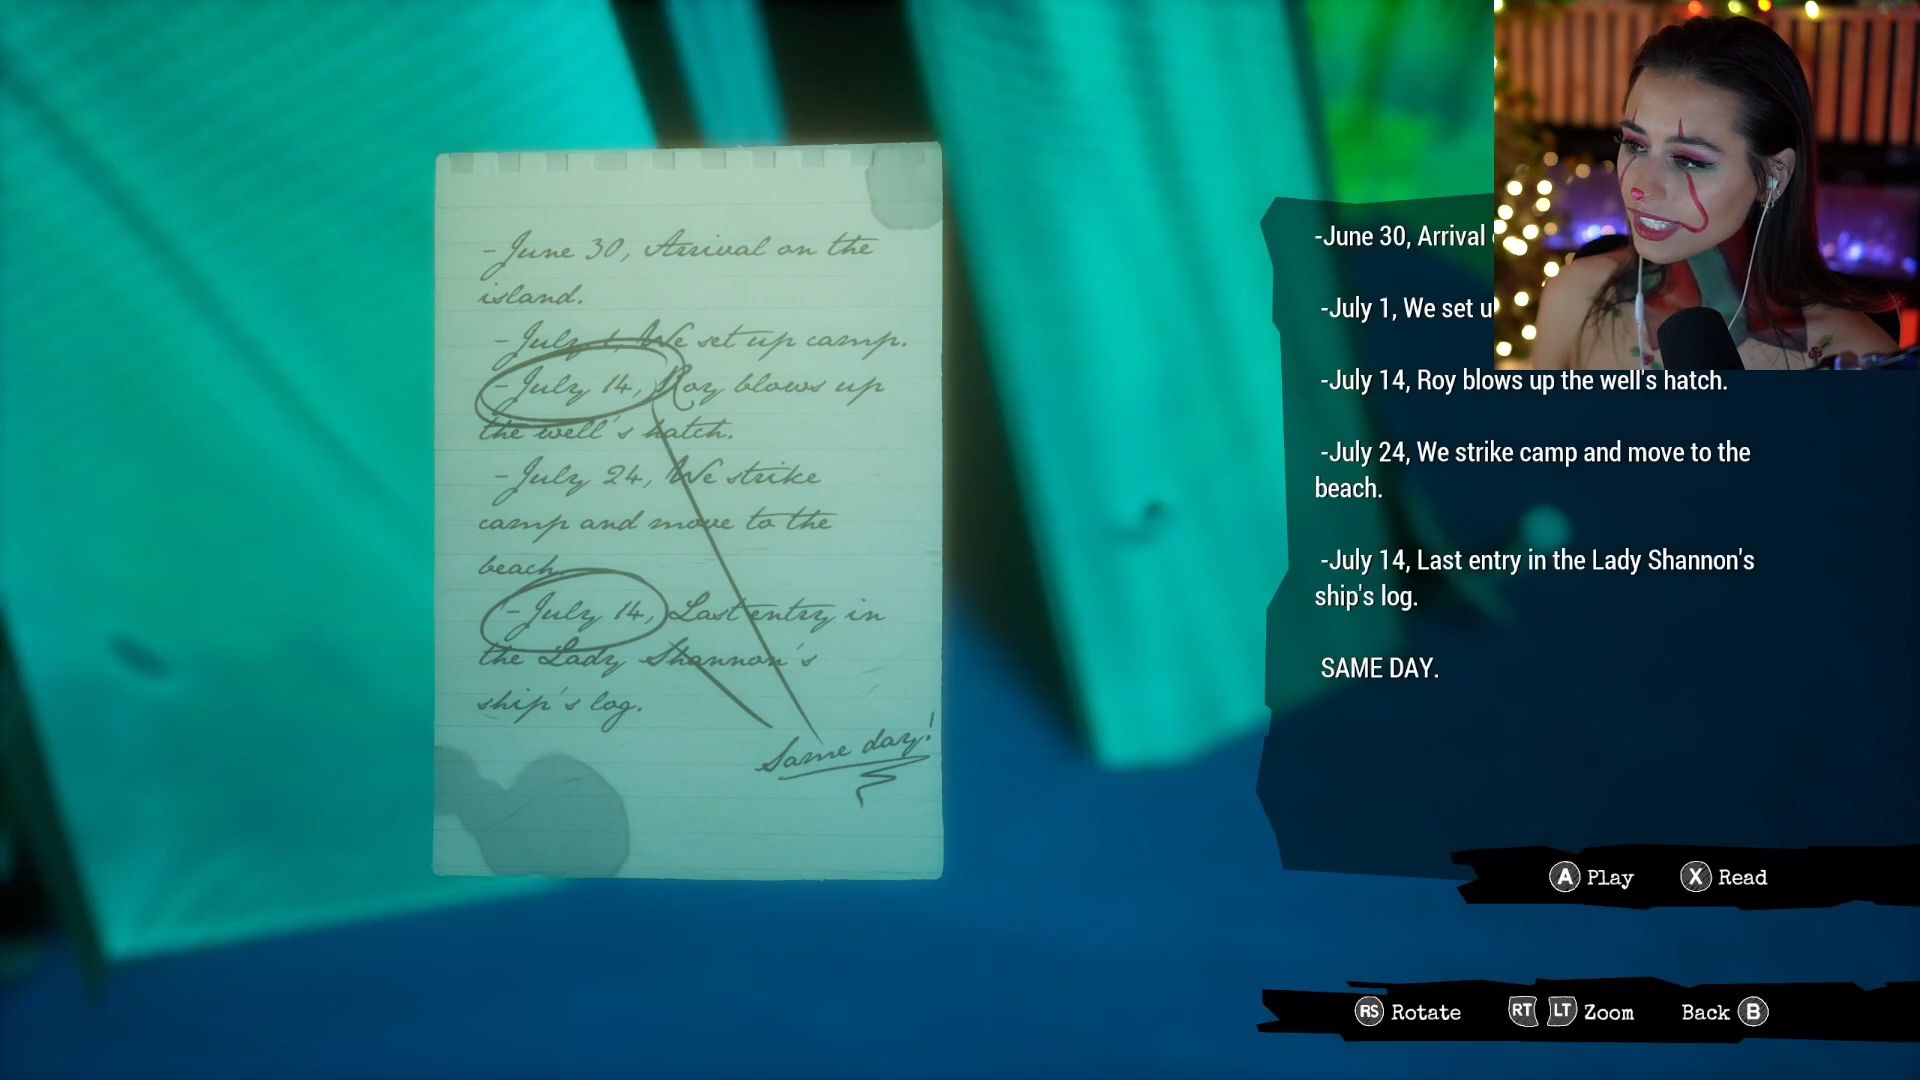 -June 30, Arrival on the
island.
-July 1, We set up camp.
-July 14, Roy blows up
the well's hatch.
-July 24, We strike
camp and move to the
beach.
-July 14, Last entry in
the Lady Shannon's
ship's log.
Same day!
-June 30, Arrival
-July 1, We set u
-July 14, Roy blows up the well's hatch.
-July 24, We strike camp and move to the
beach.
-July 14, Last entry in the Lady Shannon's
ship's log.
SAME DAY.
A Play X Read
RS Rotate RT LT Zoom Back B